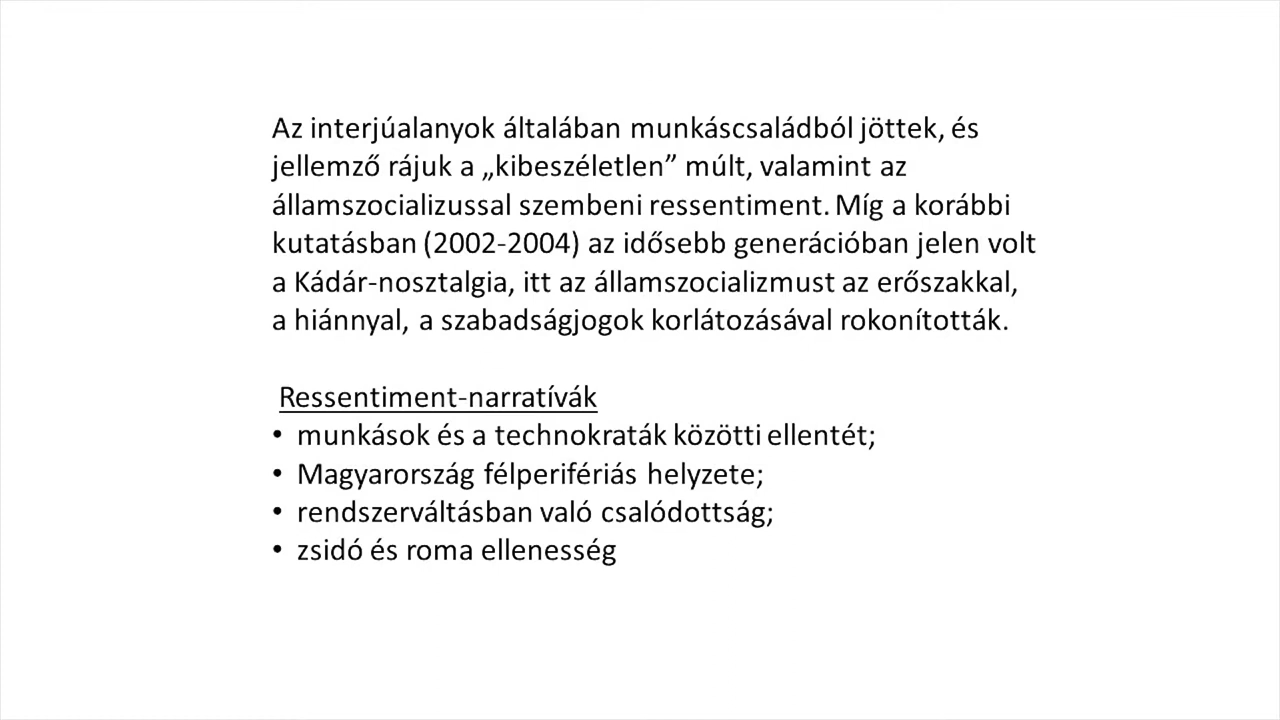 Az interjúalanyok általában munkáscsaládból jöttek, és
jellemző rájuk a „kibeszéletlen” múlt, valamint az
államszocializussal szembeni ressentiment. Míg a korábbi
kutatásban (2002-2004) az idősebb generációban jelen volt
a Kádár-nosztalgia, itt az államszocializmust az erőszakkal,
a hiánnyal, a szabadságjogok korlátozásával rokonították.
Ressentiment-narratívák
• munkások és a technokraták közötti ellentét;
• Magyarország félperifériás helyzete;
• rendszerváltásban való csalódottság;
• zsidó és roma ellenesség